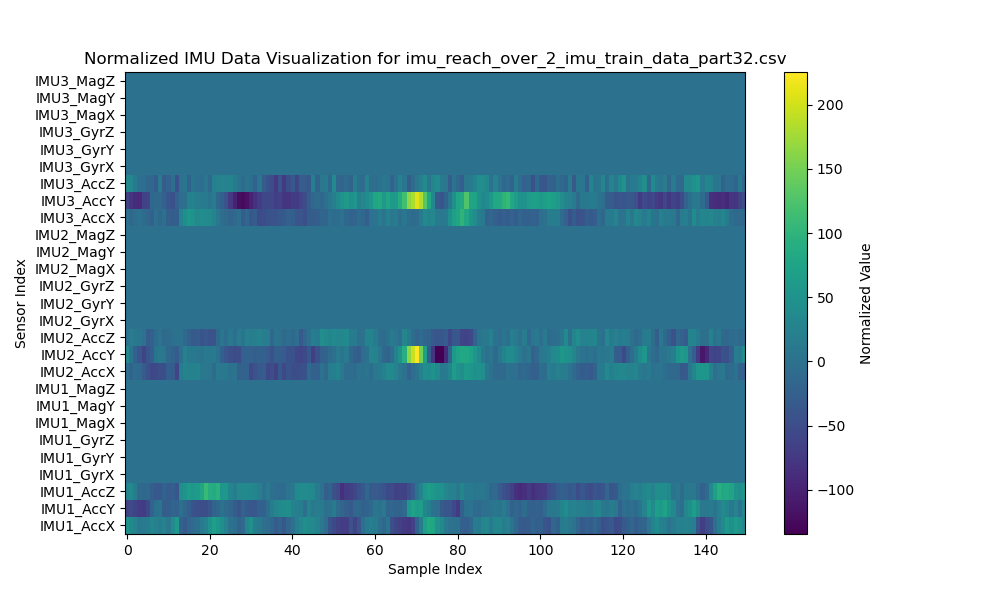 Normalized IMU Data Visualization for imu_reach_over_2_imu_train_data_part32.csv
IMU3_MagZ
IMU3_MagY
IMU3_MagX
IMU3_GyrZ
IMU3_GyrY
IMU3_GyrX
IMU3_AccZ
IMU3_AccY
IMU3_AccX
IMU2_MagZ
IMU2_MagY
IMU2_MagX
IMU2_GyrZ
IMU2_GyrY
IMU2_GyrX
IMU2_AccZ
IMU2_AccY
IMU2_AccX
IMU1_MagZ
IMU1_MagY
IMU1_MagX
IMU1_GyrZ
IMU1_GyrY
IMU1_GyrX
IMU1_AccZ
IMU1_AccY
IMU1_AccX
Sensor Index
0 20 40 60 80 100 120 140
Sample Index
200
150
100
50
0
−50
−100
Normalized Value